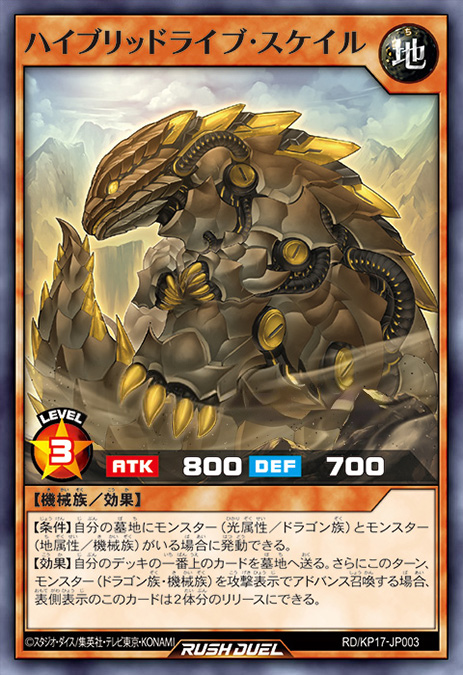 ハイブリッドライブ・スケイル
地
LEVEL
3
ATK 800 DEF 700
【機械族／効果】
【条件】自分の墓地にモンスター（光属性／ドラゴン族）とモンスター
（地属性／機械族）がいる場合に発動できる。
【効果】自分のデッキの一番上のカードを墓地へ送る。さらにこのターン、
モンスター（ドラゴン族・機械族）を攻撃表示でアドバンス召喚する場合、
表側表示のこのカードは2体分のリリースにできる。
©スタジオ・ダイス/集英社・テレビ東京・KONAMI
RUSH DUEL
RD/KP17-JP003